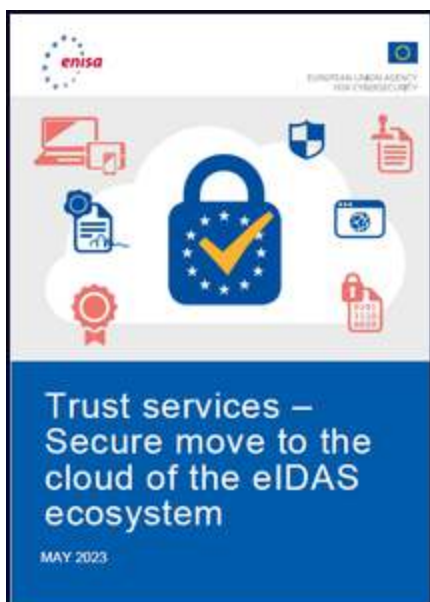 enisa
EUROPEAN UNION AGENCY
FOR CYBERSECURITY
Trust services –
Secure move to the
cloud of the eIDAS
ecosystem
MAY 2023